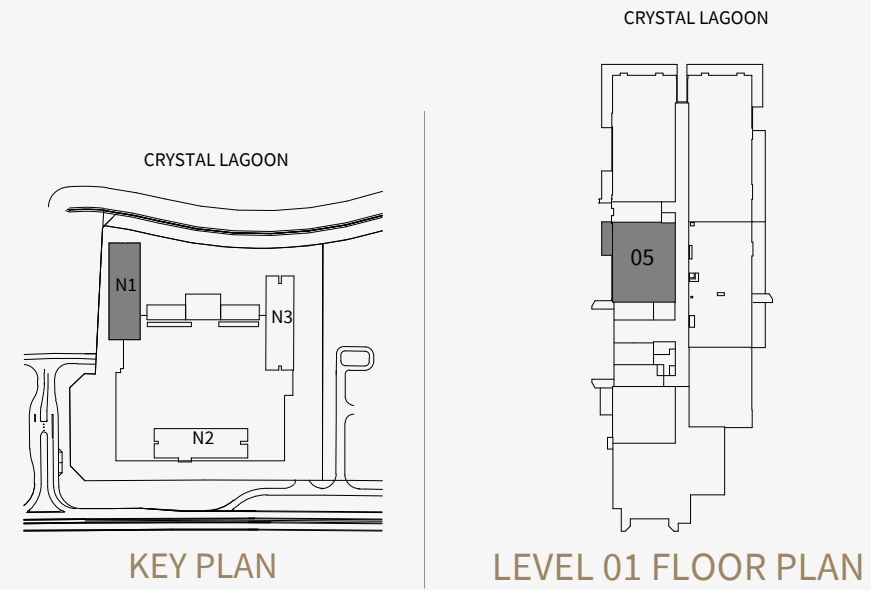 CRYSTAL LAGOON
N1
N3
N2
KEY PLAN
CRYSTAL LAGOON
05
LEVEL 01 FLOOR PLAN